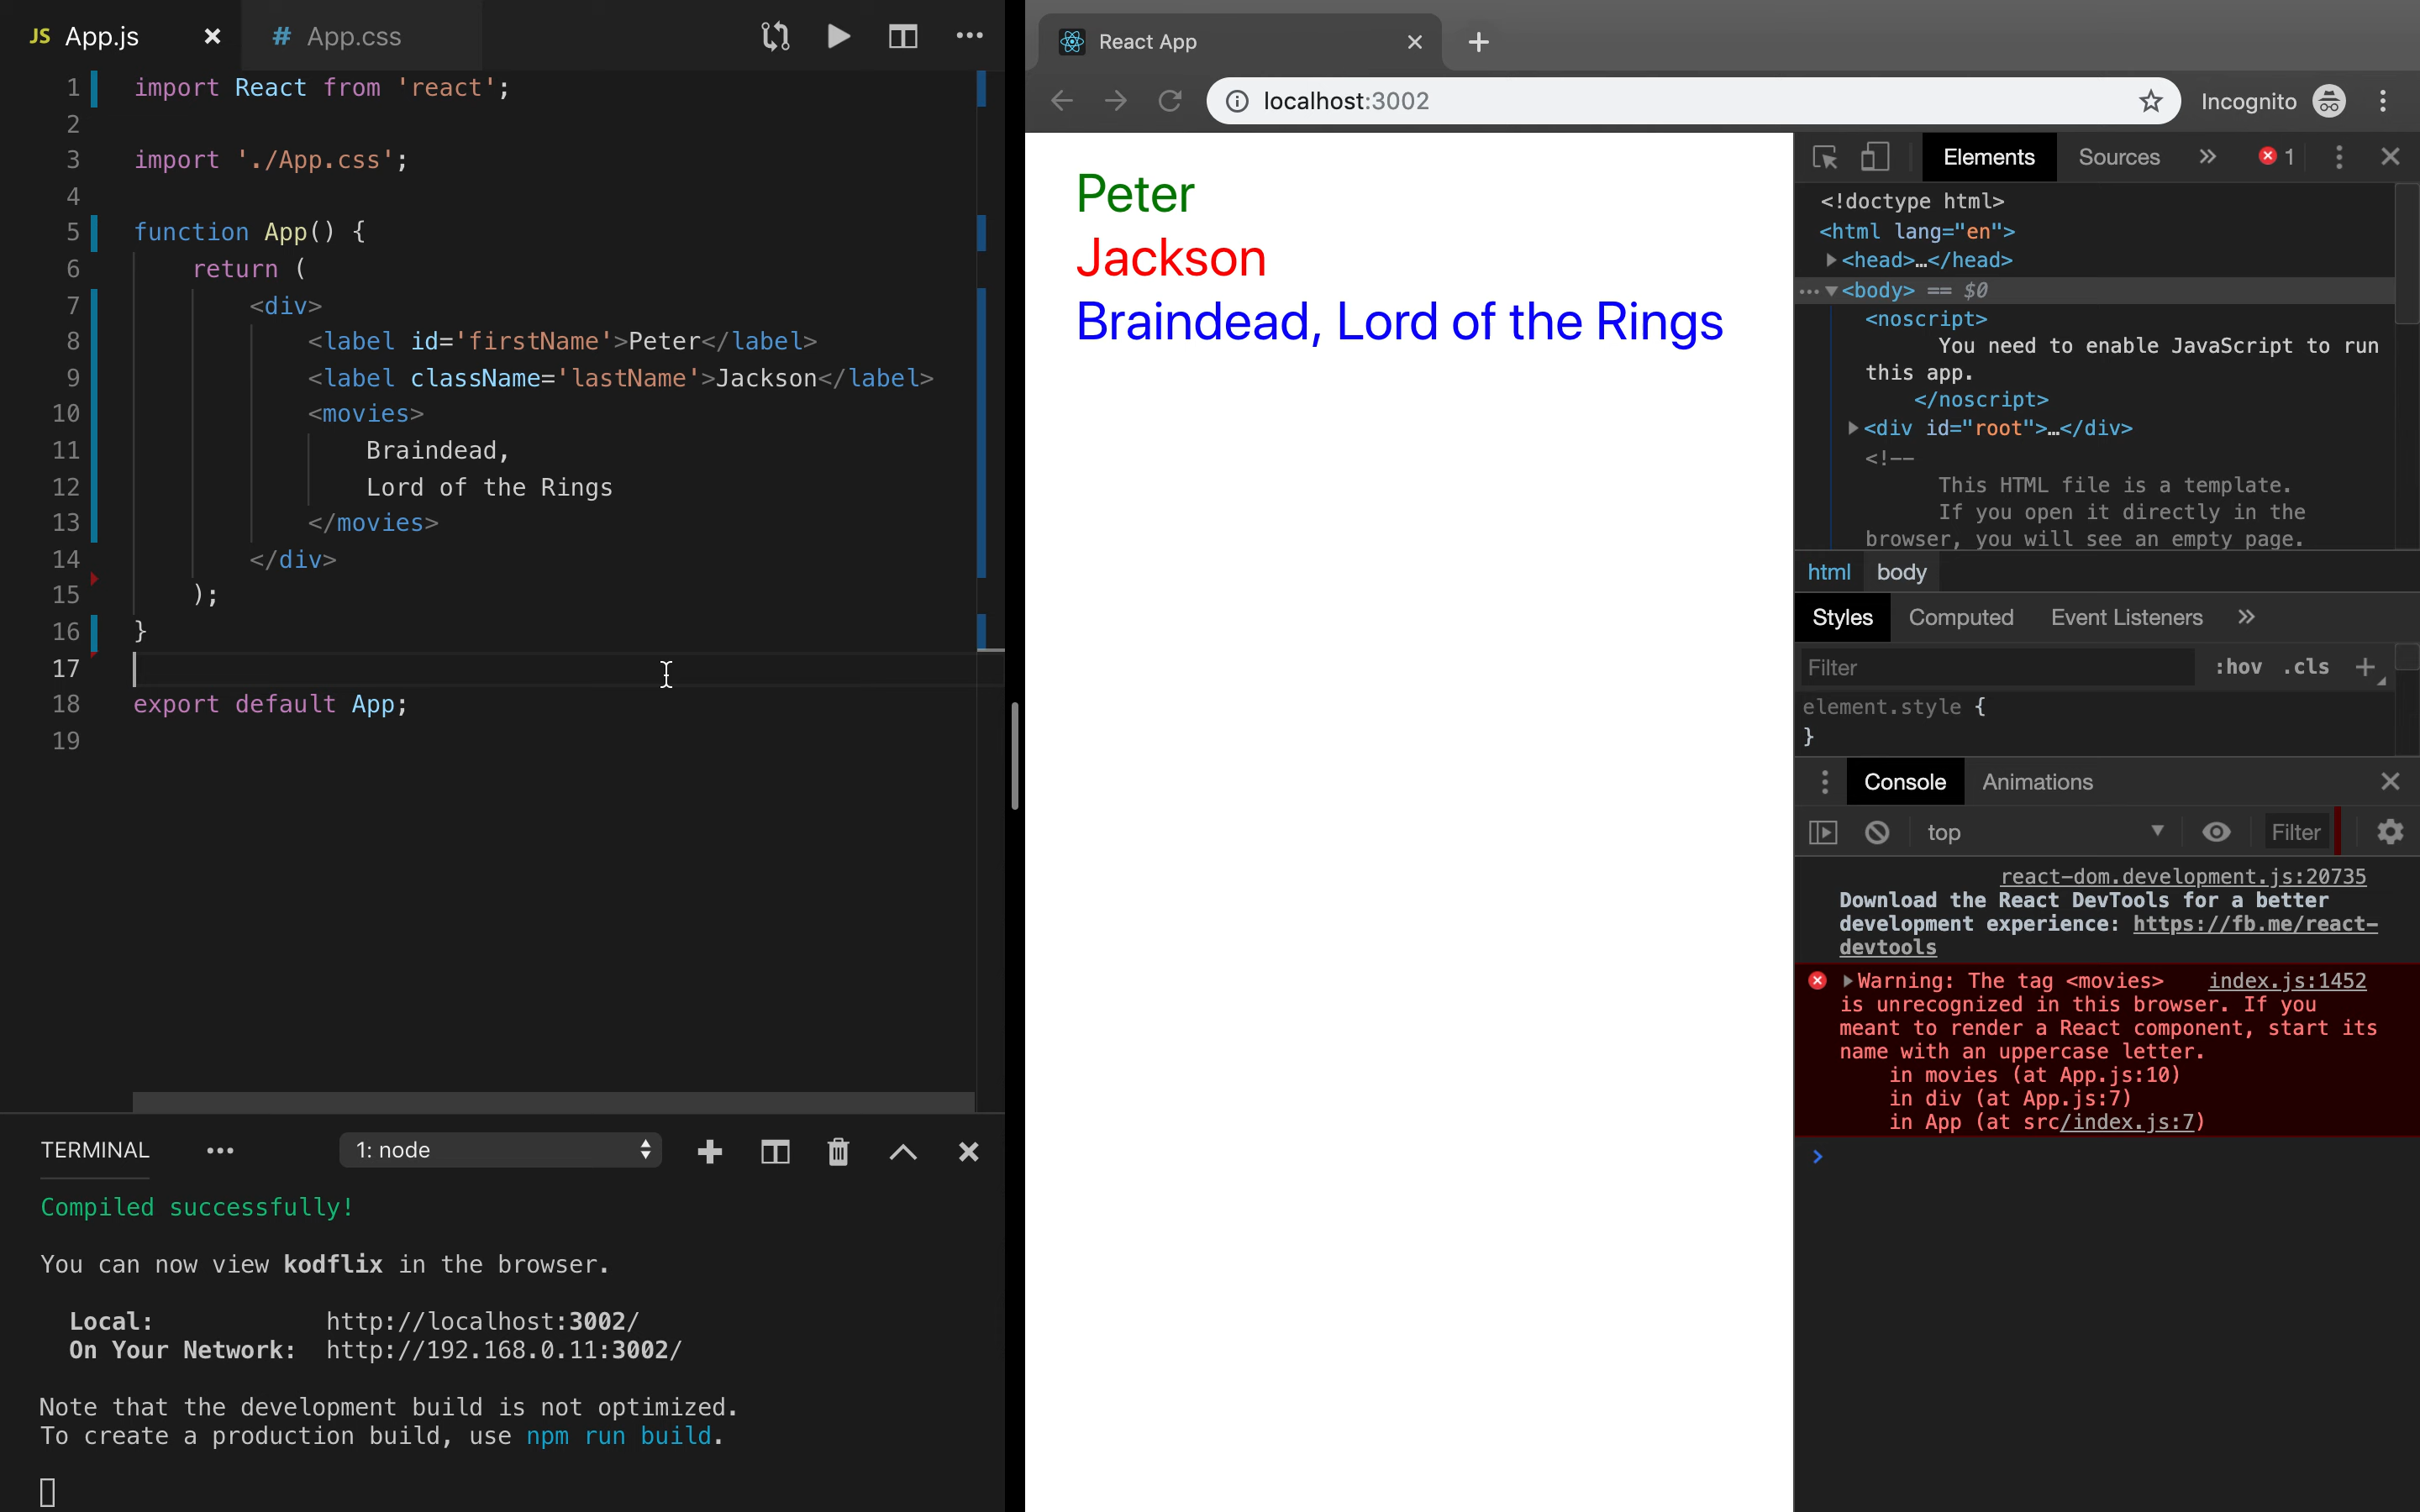 JS App.js
# App.css
1 import React from 'react';
2
3 import './App.css';
4
5 function App() {
6 return (
7 <div>
8 <label id='firstName'>Peter</label>
9 <label className='lastName'>Jackson</label>
10 <movies>
11 Braindead,
12 Lord of the Rings
13 </movies>
14 </div>
15 );
16 }
17
18 export default App;
19
TERMINAL
1: node
Compiled successfully!
You can now view kodflix in the browser.
Local: http://localhost:3002/
On Your Network: http://192.168.0.11:3002/
Note that the development build is not optimized.
To create a production build, use npm run build.
React App
localhost:3002
Incognito
Peter
Jackson
Braindead, Lord of the Rings
Elements Sources 1
<!doctype html>
<html lang="en">
<head>…</head>
<body> == $0
<noscript>
You need to enable JavaScript to run
this app.
</noscript>
<div id="root">…</div>
<!--
This HTML file is a template.
If you open it directly in the
browser, you will see an empty page.
html body
Styles Computed Event Listeners
Filter :hov .cls
element.style {
}
Console Animations
top Filter
react-dom.development.js:20735
Download the React DevTools for a better
development experience: https://fb.me/react-
devtools
Warning: The tag <movies> index.js:1452
is unrecognized in this browser. If you
meant to render a React component, start its
name with an uppercase letter.
in movies (at App.js:10)
in div (at App.js:7)
in App (at src/index.js:7)